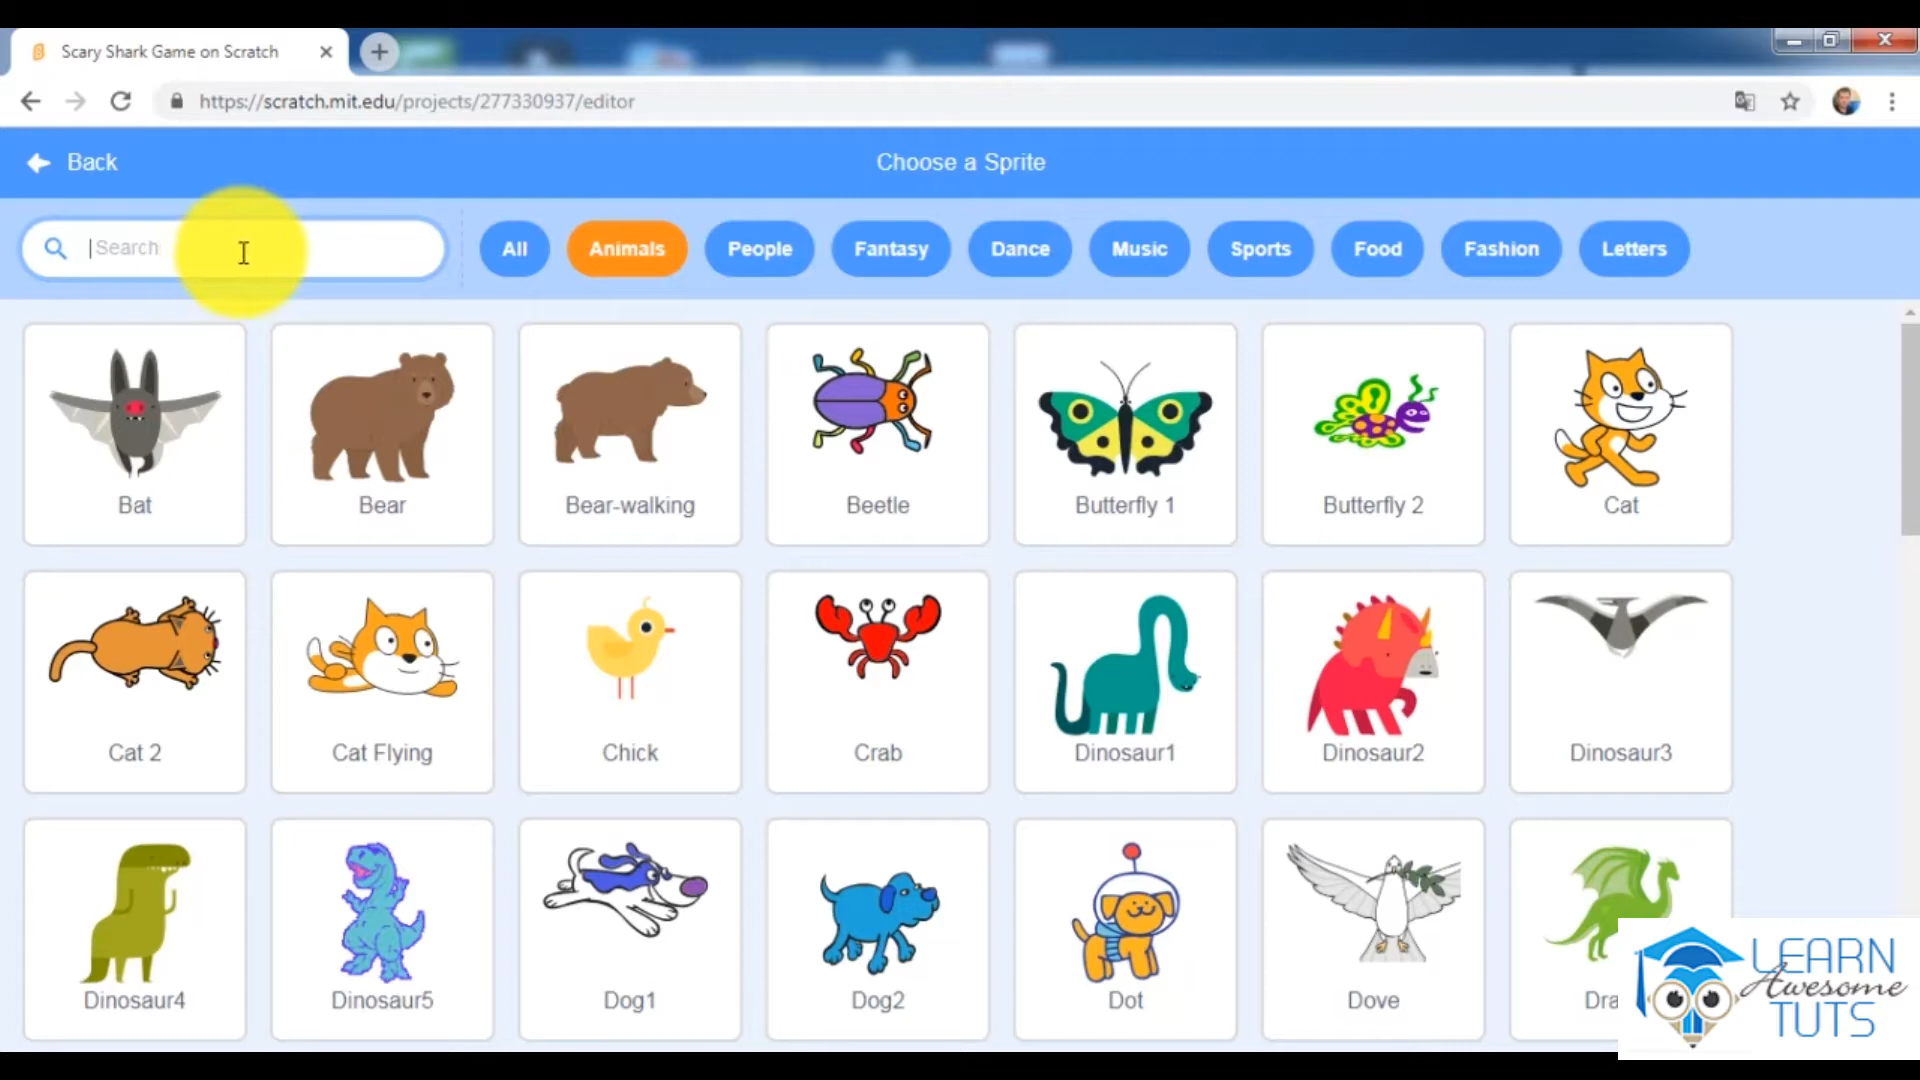 Scary Shark Game on Scratch
https://scratch.mit.edu/projects/277330937/editor
Back
Choose a Sprite
Search
All
Animals
People
Fantasy
Dance
Music
Sports
Food
Fashion
Letters
Bat
Bear
Bear-walking
Beetle
Butterfly 1
Butterfly 2
Cat
Cat 2
Cat Flying
Chick
Crab
Dinosaur1
Dinosaur2
Dinosaur3
Dinosaur4
Dinosaur5
Dog1
Dog2
Dot
Dove
Dra
LEARN
Awesome
TUTS